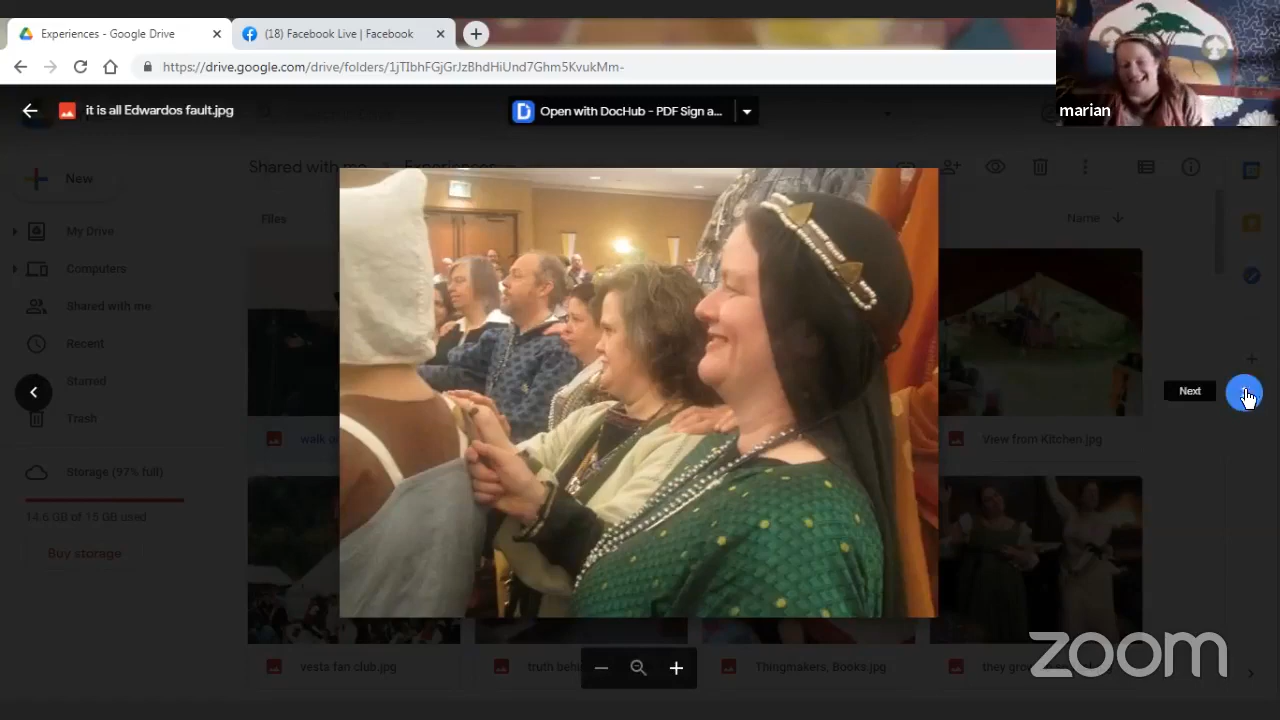 Experiences - Google Drive
(18) Facebook Live | Facebook
https://drive.google.com/drive/folders/1jTIbhFGjGrJzBhdHiUnd7Ghm5KvukMm-
marian
it is all Edwardos fault.jpg
Open with DocHub - PDF Sign a...
New
Shared with me
Experiences
My Drive
Files
Name
Computers
Shared with me
Recent
Starred
Next
Trash
View from Kitchen.jpg
Storage (97% full)
14.6 GB of 15 GB used
Buy storage
vesta fan club.jpg
truth
Thingmakers, Books.jpg
they
zoom